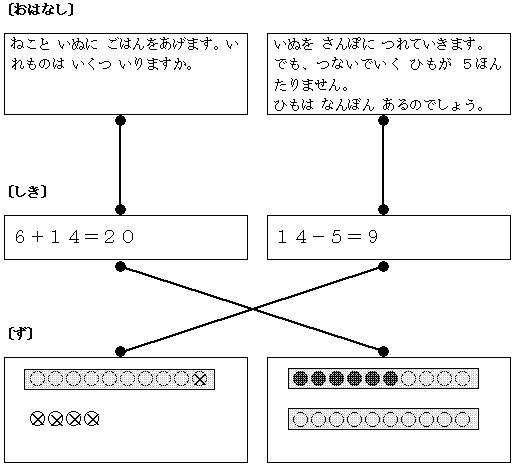 〔おはなし〕
ねこと いぬに ごはんをあげます。い
れものは いくつ いりますか。
いぬを さんぽに つれていきます。
でも、つないでいく ひもが ５ほん
たりません。
ひもは なんぼん あるのでしょう。
〔しき〕
６＋１４＝２０
１４－５＝９
〔ず〕